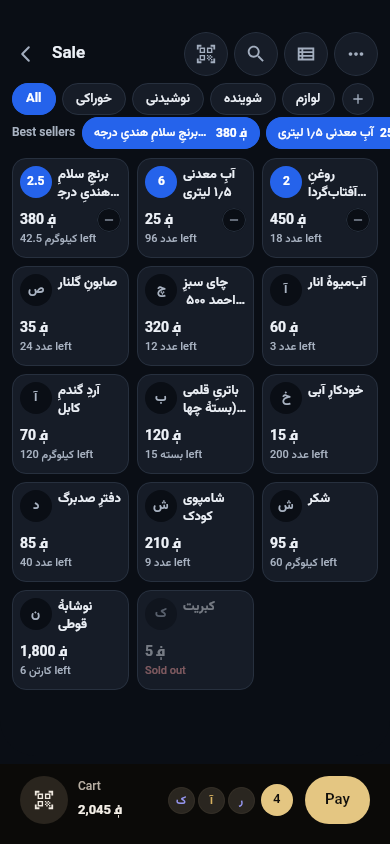 Sale
All
خوراکی
نوشیدنی
شوینده
لوازم
Best sellers
برنجِ سلامِ هندیِ درجه...
380 ؋
آبِ معدنی ۱٫۵ لیتری
2.5
برنجِ سلامِ
هندیِ درج...
380 ؋
42.5 کیلوگرم left
6
آبِ معدنی
۱٫۵ لیتری
25 ؋
96 عدد left
2
روغنِ
آفتاب‌گردا...
450 ؋
18 عدد left
ص
صابونِ گلنار
35 ؋
24 عدد left
چ
چای سبزِ
احمد ۵۰۰...
320 ؋
12 عدد left
آ
آب‌میوهٔ انار
60 ؋
3 عدد left
آ
آردِ گندمِ
کابل
70 ؋
120 کیلوگرم left
ب
باتریِ قلمی
(بستهٔ چها...
120 ؋
15 بسته left
خ
خودکارِ آبی
15 ؋
200 عدد left
د
دفترِ صدبرگ
85 ؋
40 عدد left
ش
شامپوی
کودک
210 ؋
9 عدد left
ش
شکر
95 ؋
60 کیلوگرم left
ن
نوشابهٔ
قوطی
1,800 ؋
6 کارتن left
ک
کبریت
5 ؋
Sold out
Cart
2,045 ؋
ک
آ
ر
4
Pay